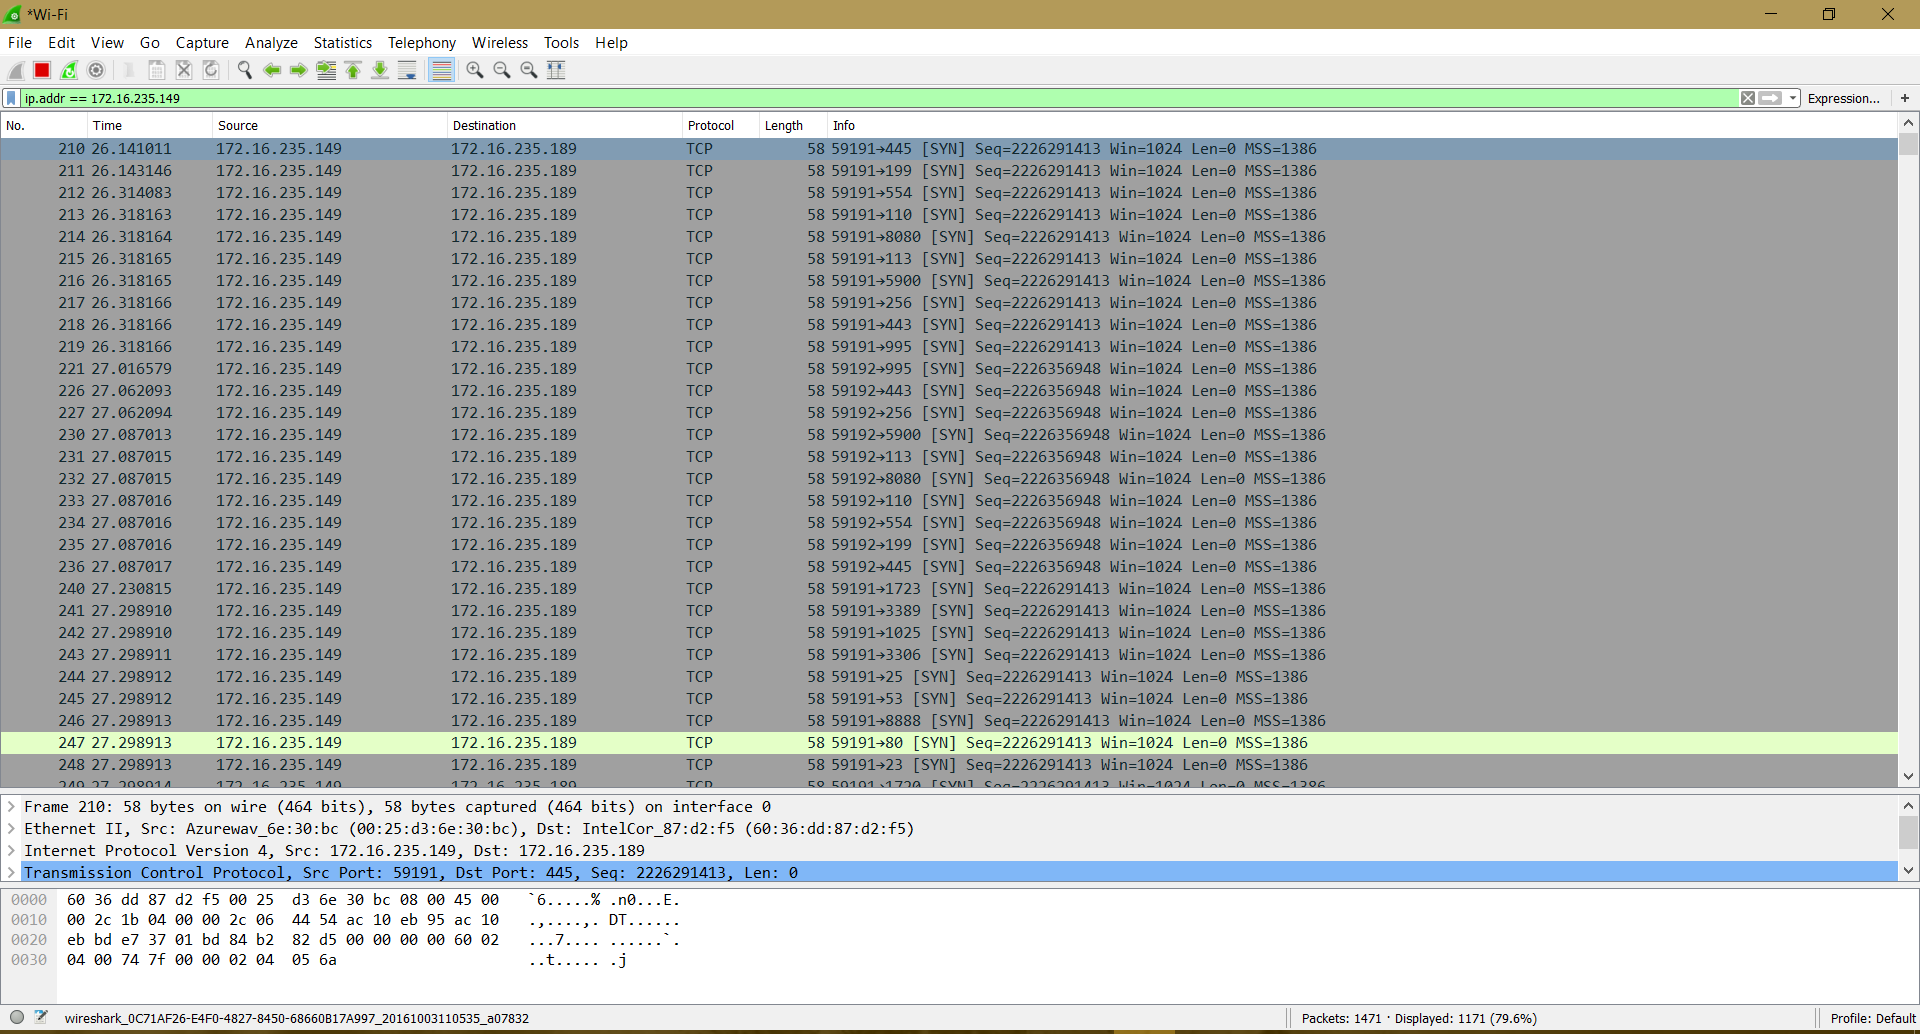 *Wi-Fi
File Edit View Go Capture Analyze Statistics Telephony Wireless Tools Help
ip.addr == 172.16.235.149 Expression... +
No. Time Source Destination Protocol Length Info
210 26.141011 172.16.235.149 172.16.235.189 TCP 58 59191→445 [SYN] Seq=2226291413 Win=1024 Len=0 MSS=1386
211 26.143146 172.16.235.149 172.16.235.189 TCP 58 59191→199 [SYN] Seq=2226291413 Win=1024 Len=0 MSS=1386
212 26.314083 172.16.235.149 172.16.235.189 TCP 58 59191→554 [SYN] Seq=2226291413 Win=1024 Len=0 MSS=1386
213 26.318163 172.16.235.149 172.16.235.189 TCP 58 59191→110 [SYN] Seq=2226291413 Win=1024 Len=0 MSS=1386
214 26.318164 172.16.235.149 172.16.235.189 TCP 58 59191→8080 [SYN] Seq=2226291413 Win=1024 Len=0 MSS=1386
215 26.318165 172.16.235.149 172.16.235.189 TCP 58 59191→113 [SYN] Seq=2226291413 Win=1024 Len=0 MSS=1386
216 26.318165 172.16.235.149 172.16.235.189 TCP 58 59191→5900 [SYN] Seq=2226291413 Win=1024 Len=0 MSS=1386
217 26.318166 172.16.235.149 172.16.235.189 TCP 58 59191→256 [SYN] Seq=2226291413 Win=1024 Len=0 MSS=1386
218 26.318166 172.16.235.149 172.16.235.189 TCP 58 59191→443 [SYN] Seq=2226291413 Win=1024 Len=0 MSS=1386
219 26.318166 172.16.235.149 172.16.235.189 TCP 58 59191→995 [SYN] Seq=2226291413 Win=1024 Len=0 MSS=1386
221 27.016579 172.16.235.149 172.16.235.189 TCP 58 59192→995 [SYN] Seq=2226356948 Win=1024 Len=0 MSS=1386
226 27.062093 172.16.235.149 172.16.235.189 TCP 58 59192→443 [SYN] Seq=2226356948 Win=1024 Len=0 MSS=1386
227 27.062094 172.16.235.149 172.16.235.189 TCP 58 59192→256 [SYN] Seq=2226356948 Win=1024 Len=0 MSS=1386
230 27.087013 172.16.235.149 172.16.235.189 TCP 58 59192→5900 [SYN] Seq=2226356948 Win=1024 Len=0 MSS=1386
231 27.087015 172.16.235.149 172.16.235.189 TCP 58 59192→113 [SYN] Seq=2226356948 Win=1024 Len=0 MSS=1386
232 27.087015 172.16.235.149 172.16.235.189 TCP 58 59192→8080 [SYN] Seq=2226356948 Win=1024 Len=0 MSS=1386
233 27.087016 172.16.235.149 172.16.235.189 TCP 58 59192→110 [SYN] Seq=2226356948 Win=1024 Len=0 MSS=1386
234 27.087016 172.16.235.149 172.16.235.189 TCP 58 59192→554 [SYN] Seq=2226356948 Win=1024 Len=0 MSS=1386
235 27.087016 172.16.235.149 172.16.235.189 TCP 58 59192→199 [SYN] Seq=2226356948 Win=1024 Len=0 MSS=1386
236 27.087017 172.16.235.149 172.16.235.189 TCP 58 59192→445 [SYN] Seq=2226356948 Win=1024 Len=0 MSS=1386
240 27.230815 172.16.235.149 172.16.235.189 TCP 58 59191→1723 [SYN] Seq=2226291413 Win=1024 Len=0 MSS=1386
241 27.298910 172.16.235.149 172.16.235.189 TCP 58 59191→3389 [SYN] Seq=2226291413 Win=1024 Len=0 MSS=1386
242 27.298910 172.16.235.149 172.16.235.189 TCP 58 59191→1025 [SYN] Seq=2226291413 Win=1024 Len=0 MSS=1386
243 27.298911 172.16.235.149 172.16.235.189 TCP 58 59191→3306 [SYN] Seq=2226291413 Win=1024 Len=0 MSS=1386
244 27.298912 172.16.235.149 172.16.235.189 TCP 58 59191→25 [SYN] Seq=2226291413 Win=1024 Len=0 MSS=1386
245 27.298912 172.16.235.149 172.16.235.189 TCP 58 59191→53 [SYN] Seq=2226291413 Win=1024 Len=0 MSS=1386
246 27.298913 172.16.235.149 172.16.235.189 TCP 58 59191→8888 [SYN] Seq=2226291413 Win=1024 Len=0 MSS=1386
247 27.298913 172.16.235.149 172.16.235.189 TCP 58 59191→80 [SYN] Seq=2226291413 Win=1024 Len=0 MSS=1386
248 27.298913 172.16.235.149 172.16.235.189 TCP 58 59191→23 [SYN] Seq=2226291413 Win=1024 Len=0 MSS=1386
249 27.298914 172.16.235.149 172.16.235.189 TCP 58 59191→1720 [SYN] Seq=2226291413 Win=1024 Len=0 MSS=1386
Frame 210: 58 bytes on wire (464 bits), 58 bytes captured (464 bits) on interface 0
Ethernet II, Src: Azurewav_6e:30:bc (00:25:d3:6e:30:bc), Dst: IntelCor_87:d2:f5 (60:36:dd:87:d2:f5)
Internet Protocol Version 4, Src: 172.16.235.149, Dst: 172.16.235.189
Transmission Control Protocol, Src Port: 59191, Dst Port: 445, Seq: 2226291413, Len: 0
0000 60 36 dd 87 d2 f5 00 25 d3 6e 30 bc 08 00 45 00 `6.....% .n0...E.
0010 00 2c 1b 04 00 00 2c 06 44 54 ac 10 eb 95 ac 10 .,....,. DT......
0020 eb bd e7 37 01 bd 84 b2 82 d5 00 00 00 00 60 02 ...7.... ......`.
0030 04 00 74 7f 00 00 02 04 05 6a ..t..... .j
wireshark_0C71AF26-E4F0-4827-8450-68660B17A997_20161003110535_a07832 Packets: 1471 · Displayed: 1171 (79.6%) Profile: Default